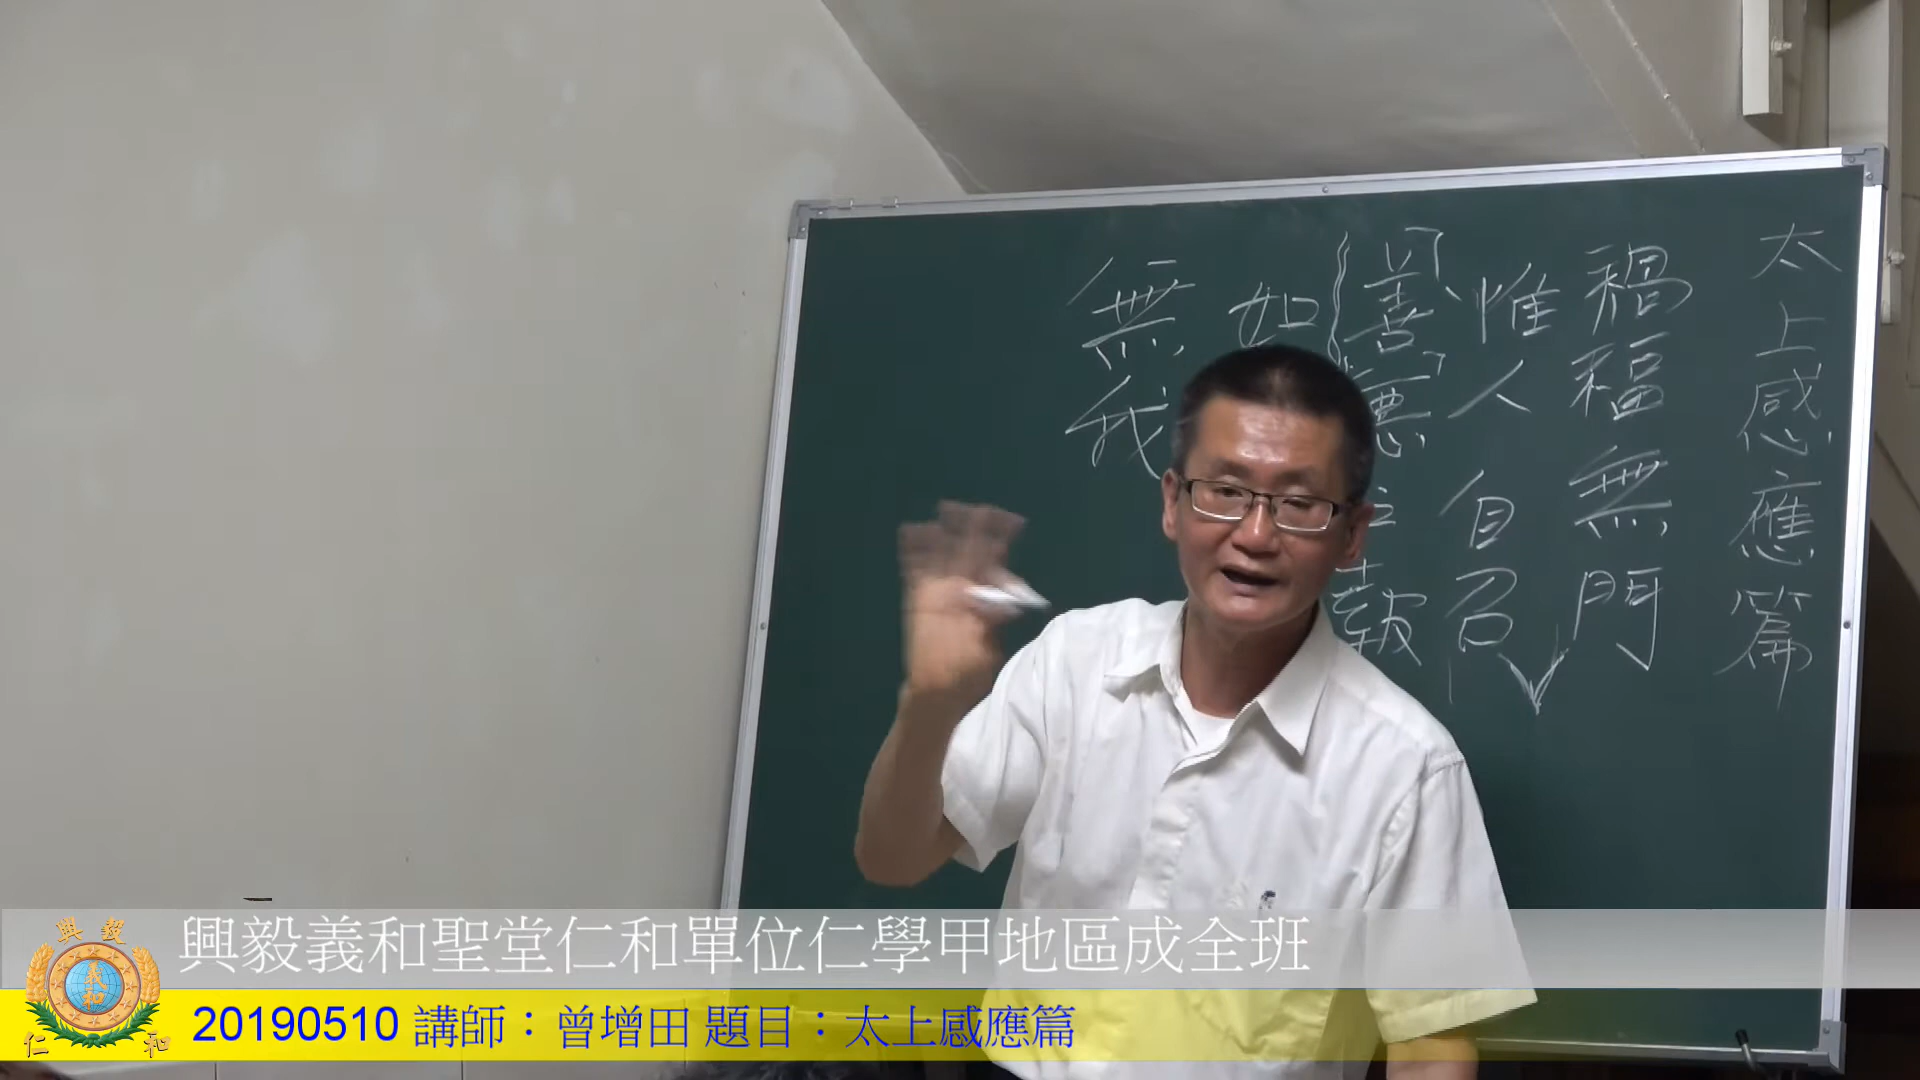 太上感應篇
禍福無門
惟人自召
善惡報
如
無我
興毅
義和
仁和
興毅義和聖堂仁和單位仁學甲地區成全班
20190510 講師：曾增田 題目：太上感應篇